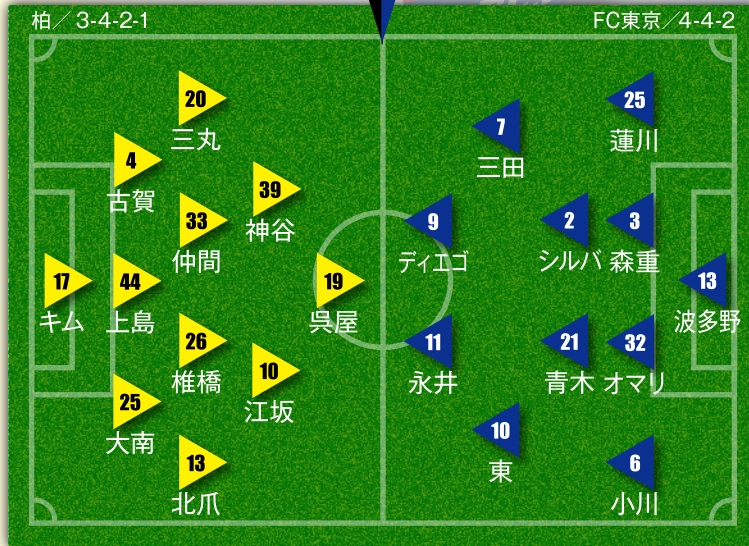 柏／3-4-2-1
FC東京／4-4-2
20
三丸
4
古賀
39
神谷
33
仲間
17
キム
44
上島
19
呉屋
26
椎橋
10
江坂
25
大南
13
北爪
7
三田
25
蓮川
9
ディエゴ
2
シルバ
3
森重
13
波多野
11
永井
21
青木
32
オマリ
10
東
6
小川